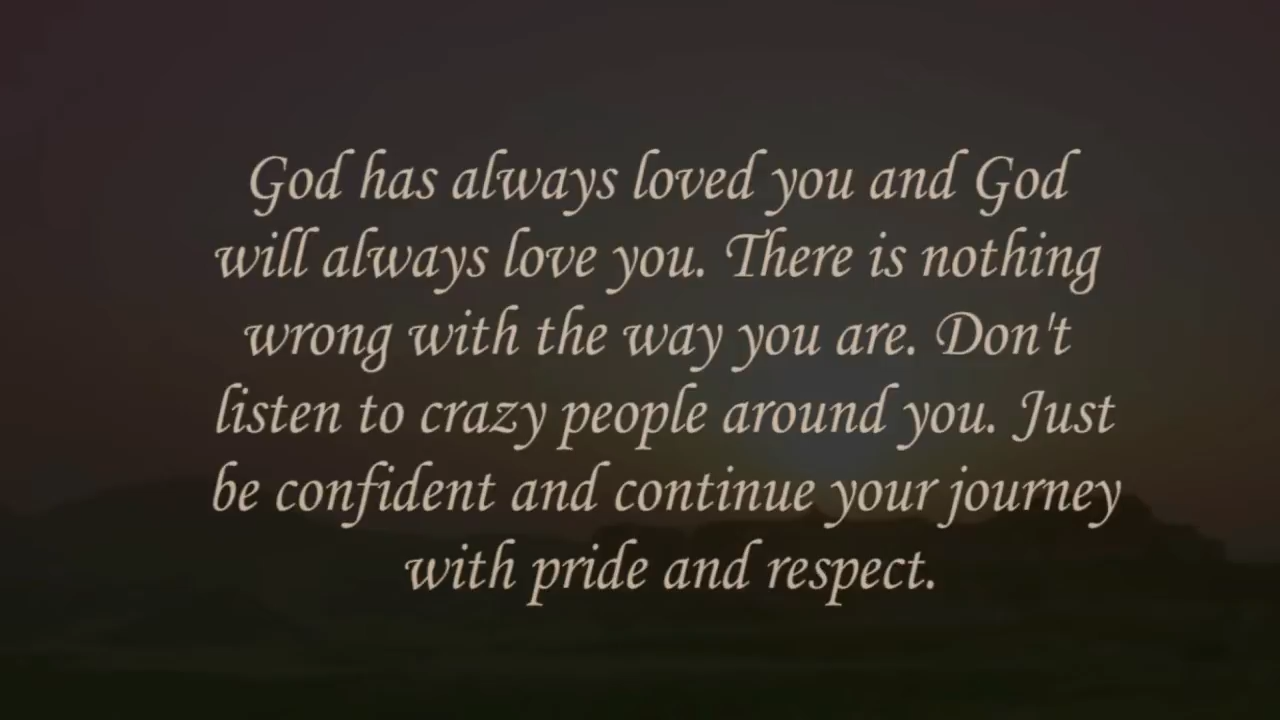 God has always loved you and God
will always love you. There is nothing
wrong with the way you are. Don't
listen to crazy people around you. Just
be confident and continue your journey
with pride and respect.